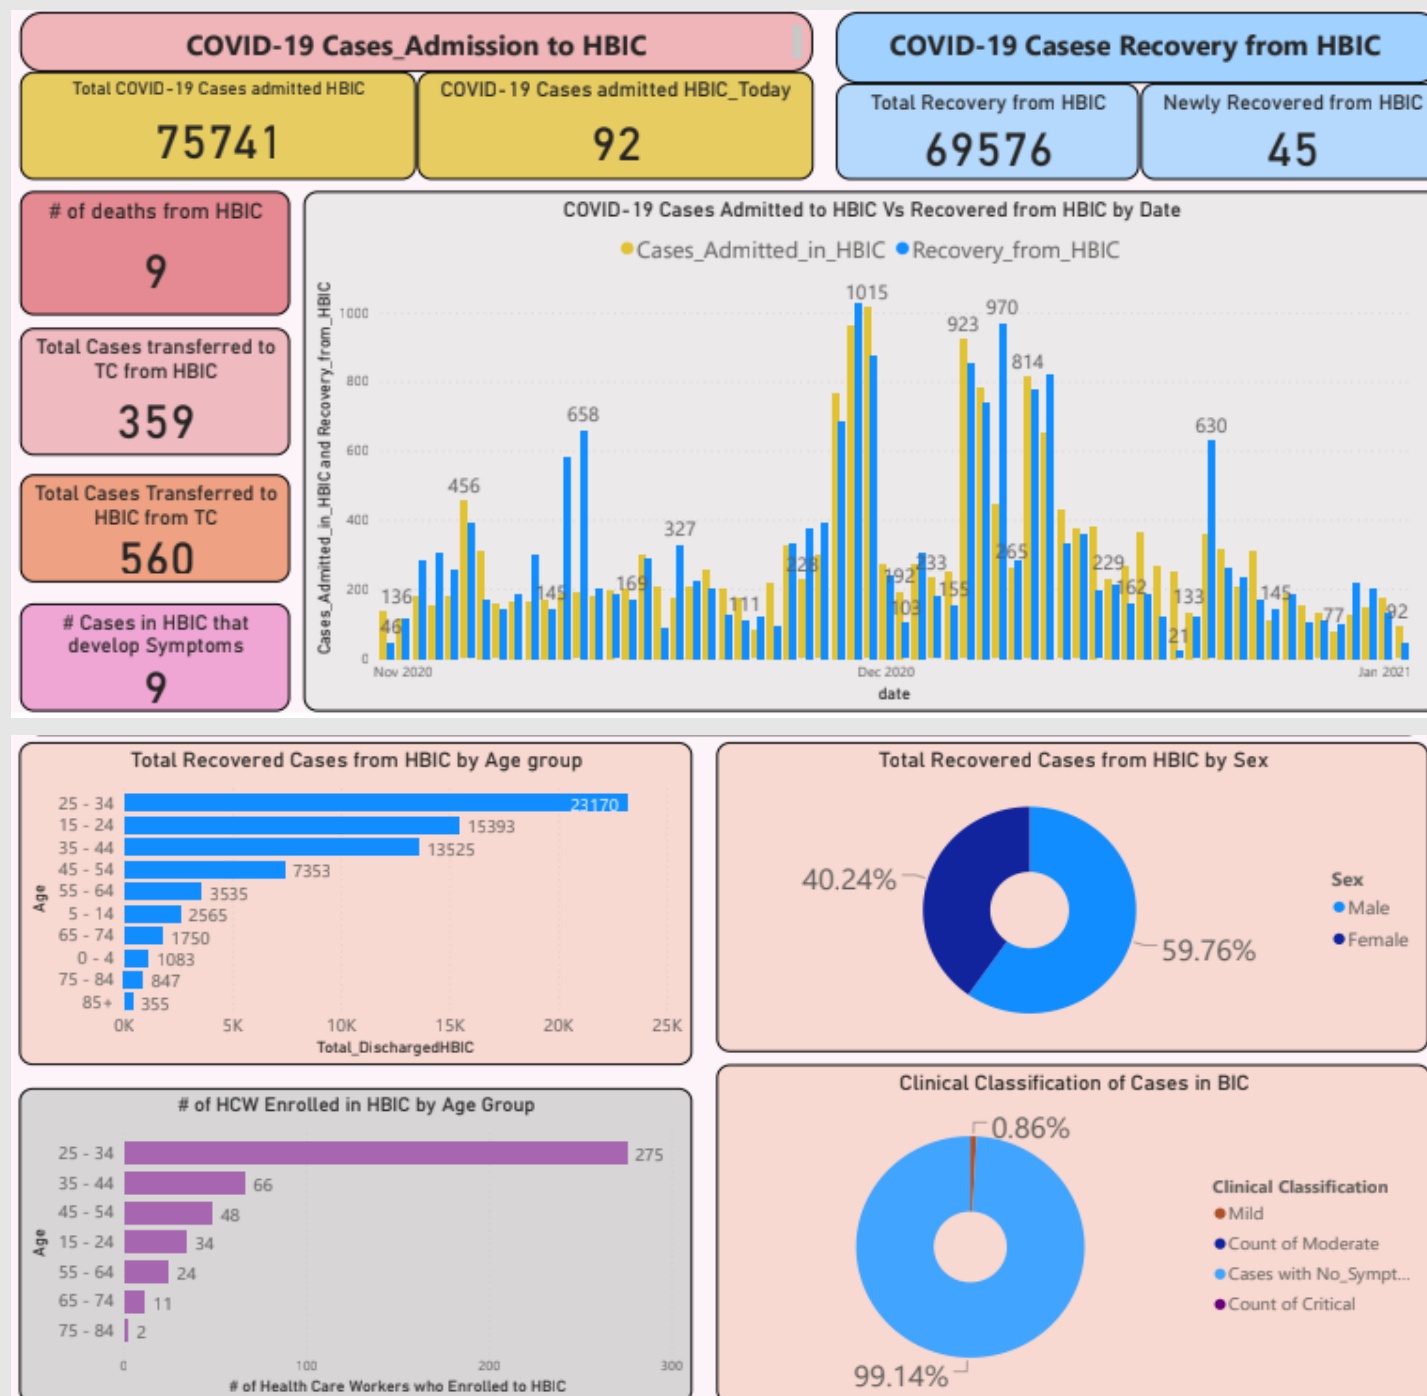 COVID-19 Cases_Admission to HBIC
COVID-19 Casese Recovery from HBIC
Total COVID-19 Cases admitted HBIC
COVID-19 Cases admitted HBIC_Today
Total Recovery from HBIC
Newly Recovered from HBIC
75741
92
69576
45
# of deaths from HBIC
9
Total Cases transferred to
TC from HBIC
359
Total Cases Transferred to
HBIC from TC
560
# Cases in HBIC that
develop Symptoms
9
COVID-19 Cases Admitted to HBIC Vs Recovered from HBIC by Date
Cases_Admitted_in_HBIC Recovery_from_HBIC
Cases_Admitted_in_HBIC and Recovery_from_HBIC
1000
800
600
400
200
0
136
46
456
145
658
169
327
111
228
1015
192
103
233
155
923
970
265
814
229
162
21
133
630
145
77
92
Nov 2020
Dec 2020
Jan 2021
date
Total Recovered Cases from HBIC by Age group
Age
25 - 34 23170
15 - 24 15393
35 - 44 13525
45 - 54 7353
55 - 64 3535
5 - 14 2565
65 - 74 1750
0 - 4 1083
75 - 84 847
85+ 355
0K 5K 10K 15K 20K 25K
Total_DischargedHBIC
Total Recovered Cases from HBIC by Sex
40.24%
59.76%
Sex
Male
Female
# of HCW Enrolled in HBIC by Age Group
Age
25 - 34 275
35 - 44 66
45 - 54 48
15 - 24 34
55 - 64 24
65 - 74 11
75 - 84 2
0 100 200 300
# of Health Care Workers who Enrolled to HBIC
Clinical Classification of Cases in BIC
0.86%
99.14%
Clinical Classification
Mild
Count of Moderate
Cases with No_Sympt...
Count of Critical